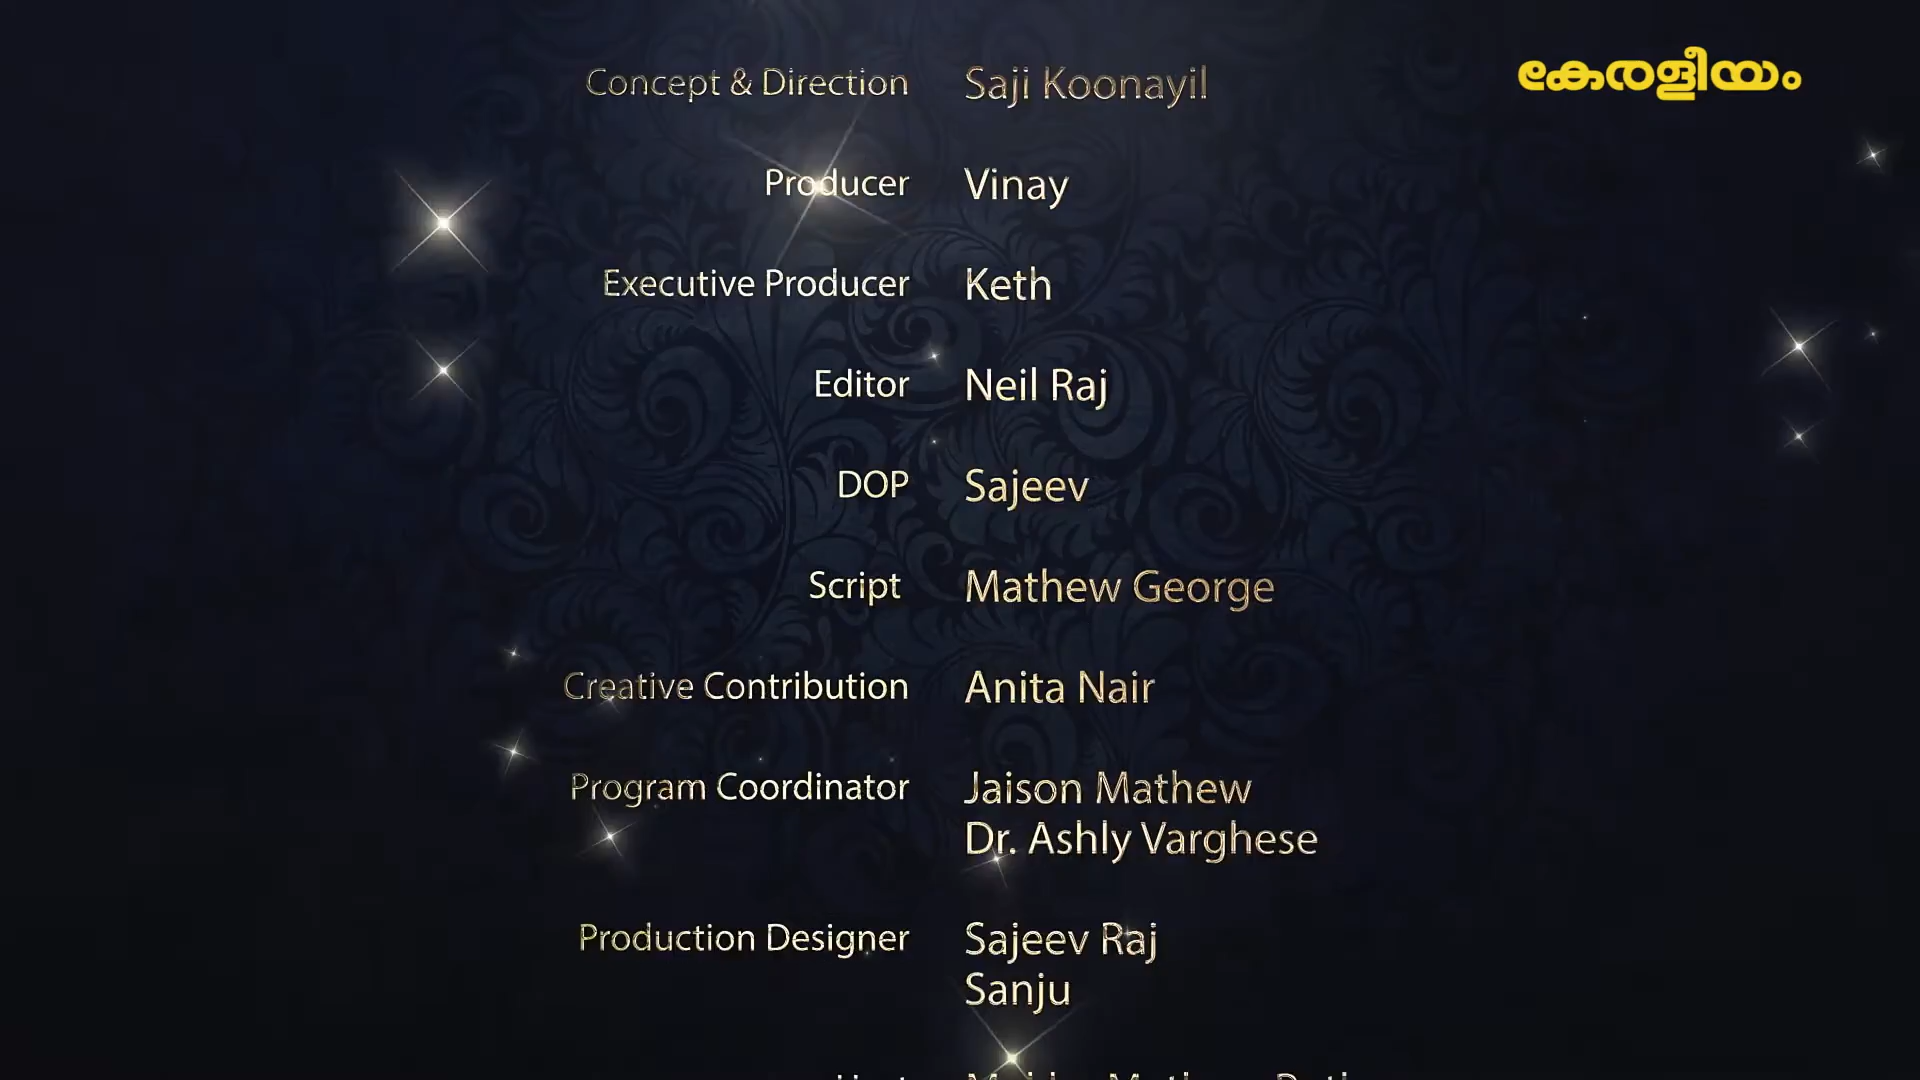 Concept & Direction Saji Koonayil
കേരളീയം
Producer Vinay
Executive Producer Keth
Editor Neil Raj
DOP Sajeev
Script Mathew George
Creative Contribution Anita Nair
Program Coordinator Jaison Mathew
Dr. Ashly Varghese
Production Designer Sajeev Raj
Sanju